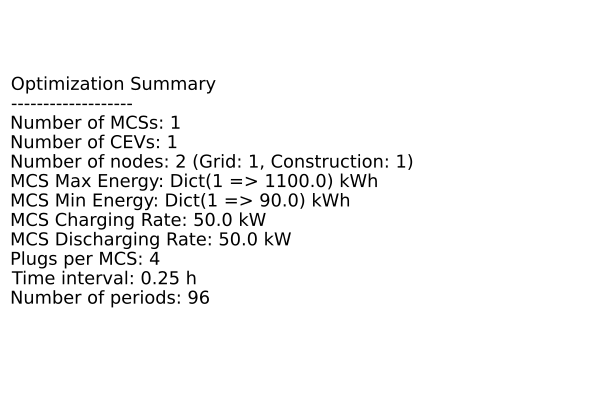 Optimization Summary
-------------------
Number of MCSs: 1
Number of CEVs: 1
Number of nodes: 2 (Grid: 1, Construction: 1)
MCS Max Energy: Dict(1 => 1100.0) kWh
MCS Min Energy: Dict(1 => 90.0) kWh
MCS Charging Rate: 50.0 kW
MCS Discharging Rate: 50.0 kW
Plugs per MCS: 4
Time interval: 0.25 h
Number of periods: 96